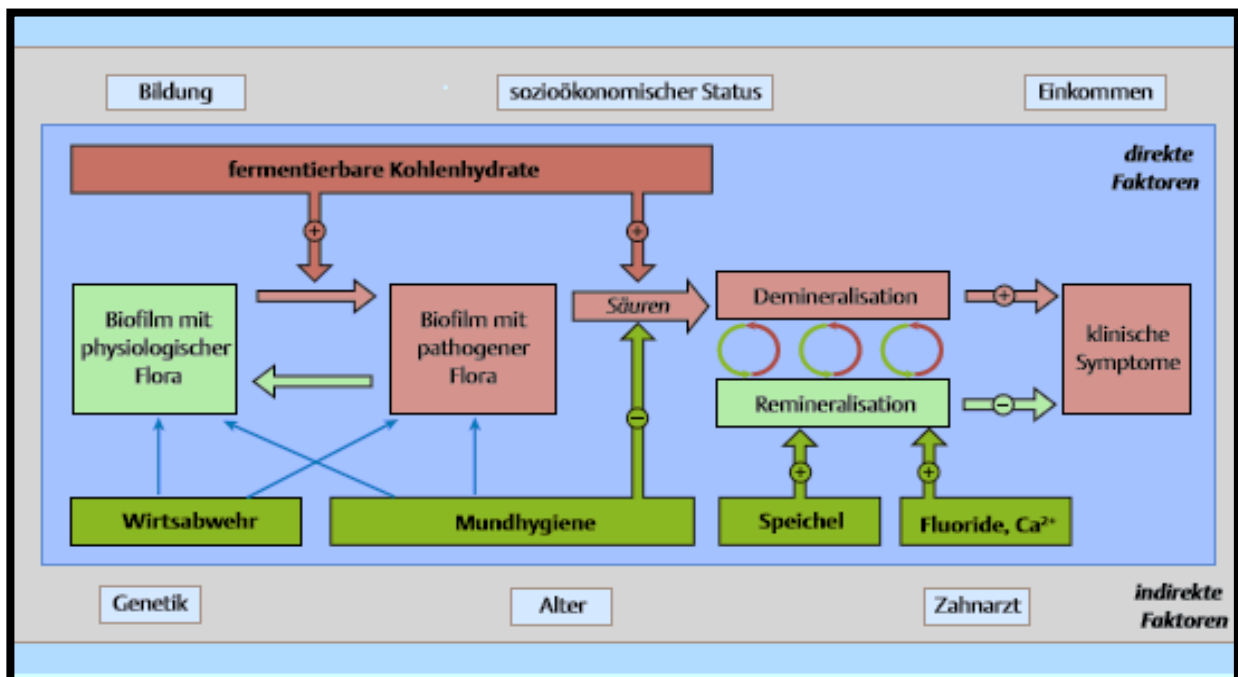 Bildung
sozioökonomischer Status
Einkommen
fermentierbare Kohlenhydrate
direkte
Faktoren
+
+
Biofilm mit
physiologischer
Flora
Biofilm mit
pathogener
Flora
Säuren
Demineralisation
+
klinische
Symptome
Remineralisation
−
−
+
+
Wirtsabwehr
Mundhygiene
Speichel
Fluoride, Ca²⁺
Genetik
Alter
Zahnarzt
indirekte
Faktoren